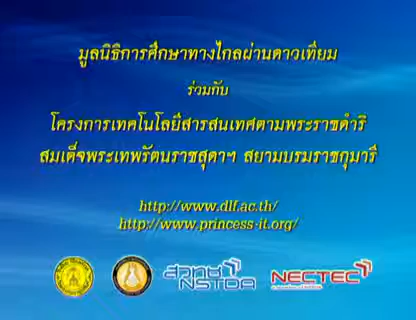 มูลนิธิการศึกษาทางไกลผ่านดาวเทียม
ร่วมกับ
โครงการเทคโนโลยีสารสนเทศตามพระราชดำริ
สมเด็จพระเทพรัตนราชสุดาฯ สยามบรมราชกุมารี
http://www.dlf.ac.th/
http://www.princess-it.org/
สวทช NECTEC
NSTDA